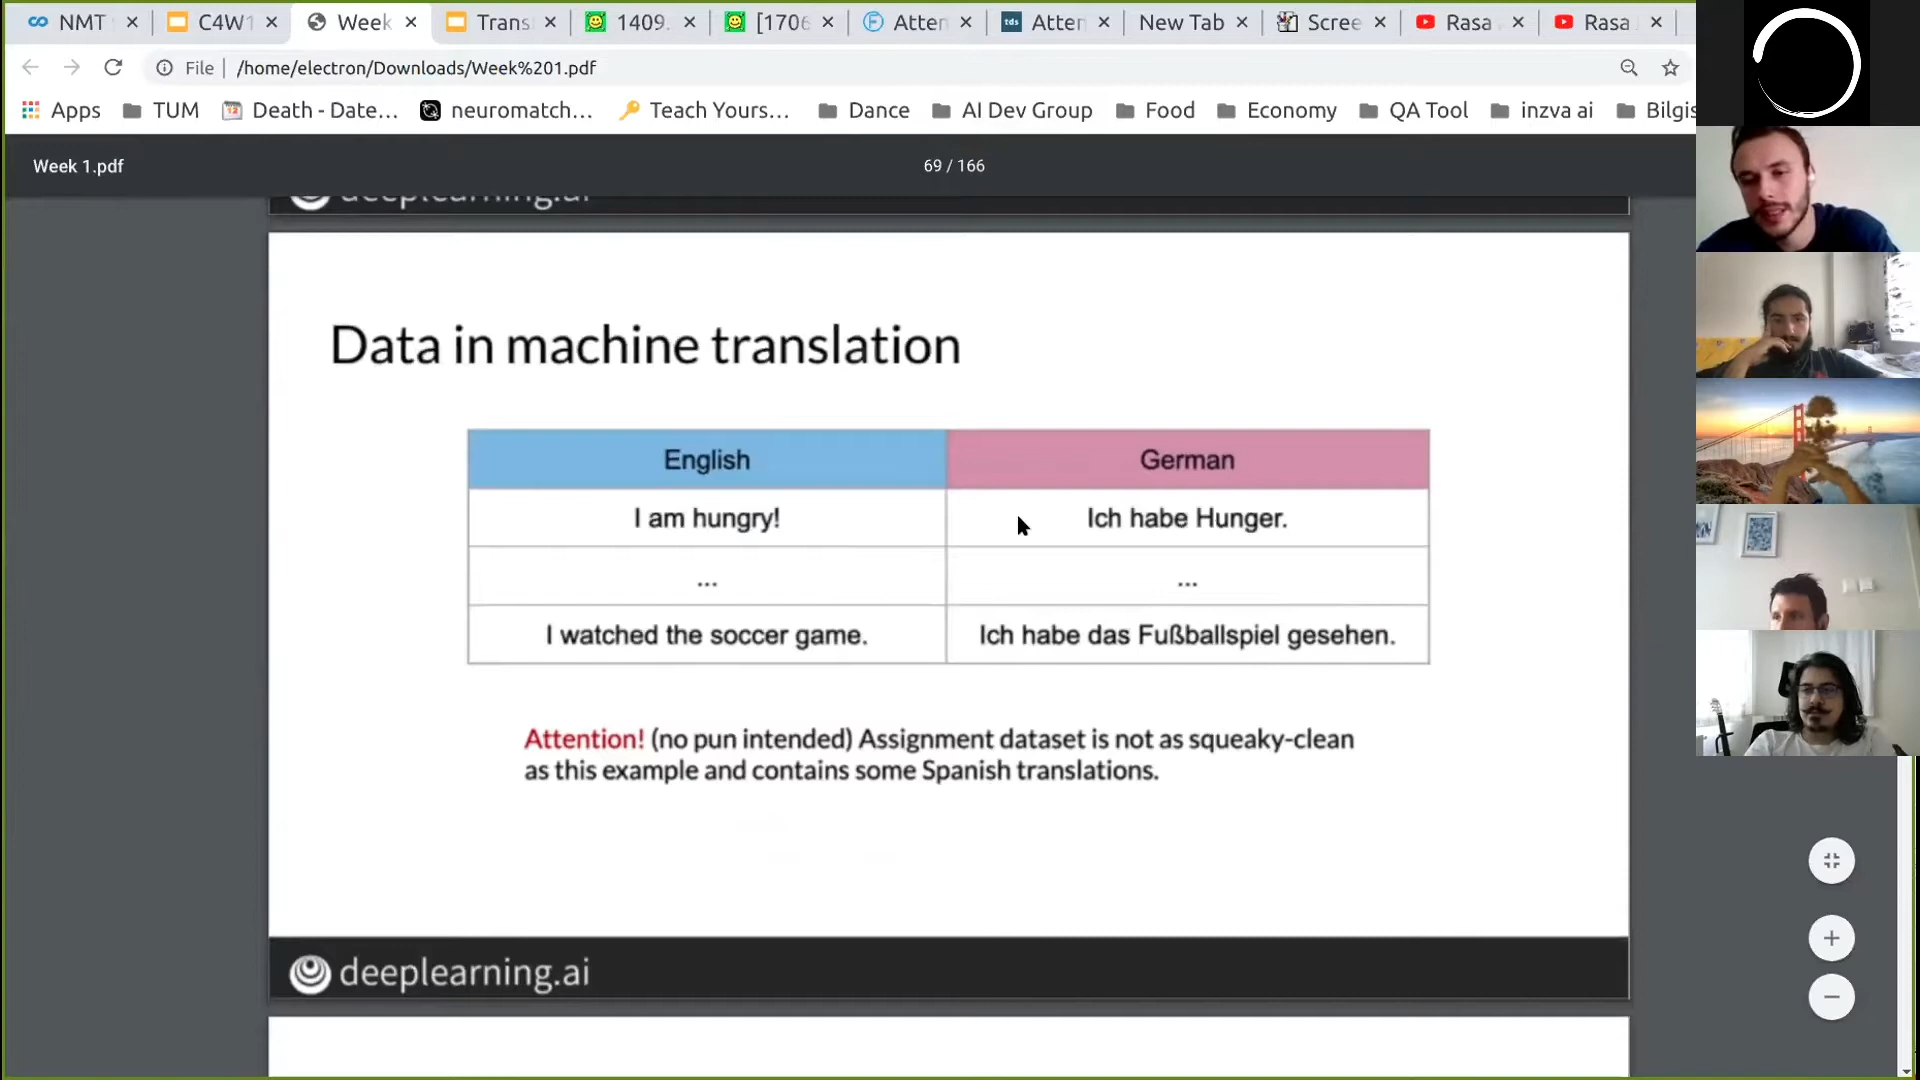 NMT
C4W1
Week
Trans
1409.
[1706
Atten
tds Atten
New Tab
Scree
Rasa
Rasa
File /home/electron/Downloads/Week%201.pdf
Apps TUM Death - Date... neuromatch... Teach Yours... Dance AI Dev Group Food Economy QA Tool inzva ai Bilgis
Week 1.pdf
69 / 166
deeplearning.ai
Data in machine translation
English German
I am hungry! Ich habe Hunger.
... ...
I watched the soccer game. Ich habe das Fußballspiel gesehen.
Attention! (no pun intended) Assignment dataset is not as squeaky-clean
as this example and contains some Spanish translations.
deeplearning.ai